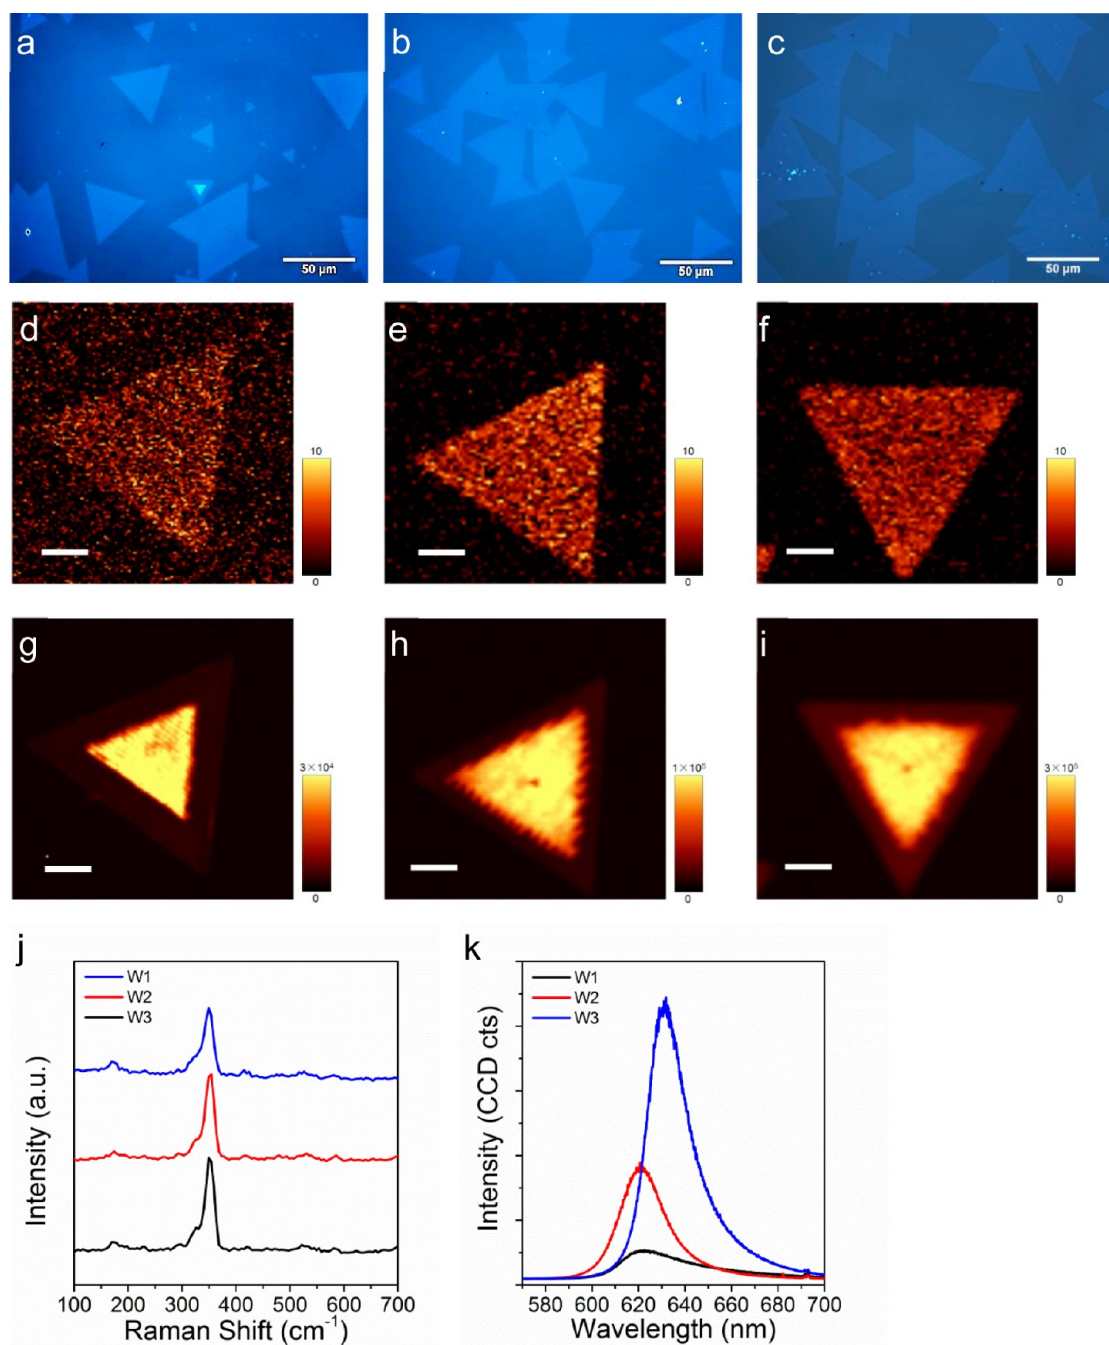 a
b
c
50 μm
50 μm
50 μm
d
e
f
10
0
10
0
10
0
g
h
i
3×10⁴
0
1×10⁵
0
3×10⁵
0
j
W1
W2
W3
Intensity (a.u.)
100 200 300 400 500 600 700
Raman Shift (cm⁻¹)
k
W1
W2
W3
Intensity (CCD cts)
580 600 620 640 660 680 700
Wavelength (nm)